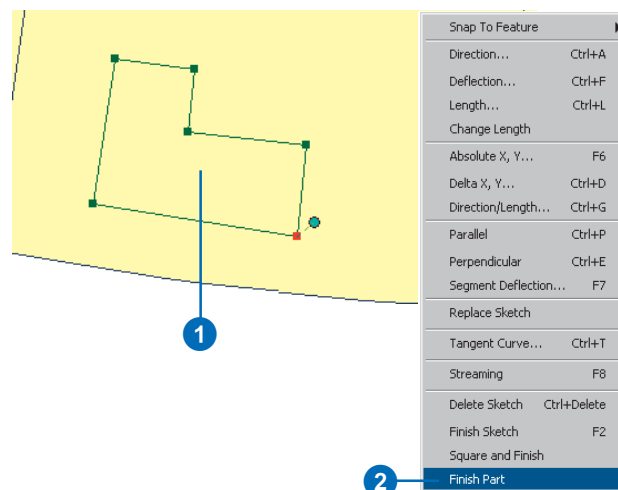 Snap To Feature
Direction... Ctrl+A
Deflection... Ctrl+F
Length... Ctrl+L
Change Length
Absolute X, Y... F6
Delta X, Y... Ctrl+D
Direction/Length... Ctrl+G
Parallel Ctrl+P
Perpendicular Ctrl+E
Segment Deflection... F7
Replace Sketch
Tangent Curve... Ctrl+T
Streaming F8
Delete Sketch Ctrl+Delete
Finish Sketch F2
Square and Finish
Finish Part
1
2